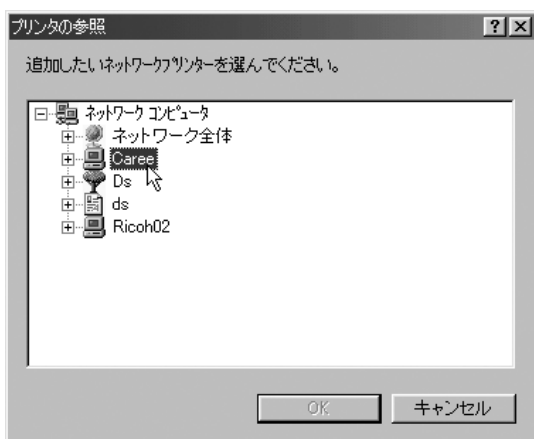 プリンタの参照
追加したいネットワークプリンターを選んでください。
ネットワーク コンピュータ
ネットワーク全体
Caree
Ds
ds
Ricoh02
OK
キャンセル